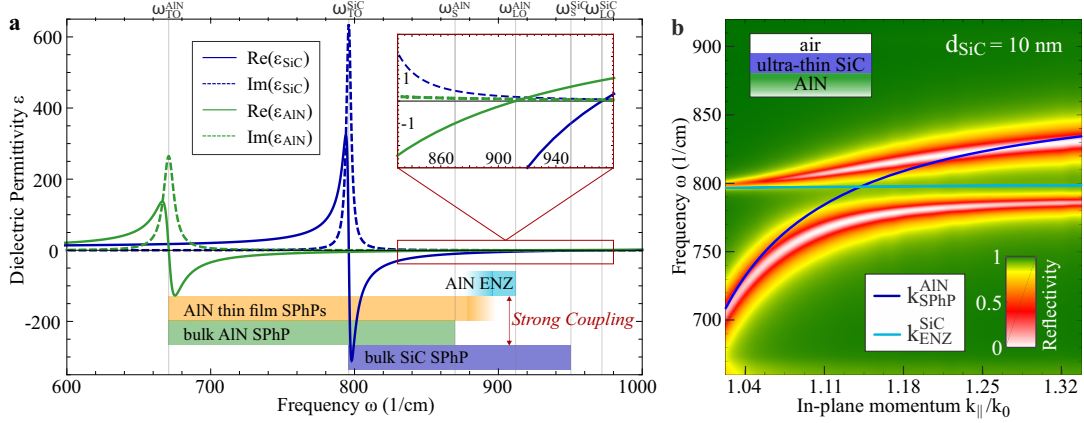 a
ω_TO^AlN ω_TO^SiC ω_S^AlN ω_LO^AlN ω_S^SiC ω_LO^SiC
Dielectric Permittivity ε
600
400
200
0
-200
Re(ε_SiC)
Im(ε_SiC)
Re(ε_AlN)
Im(ε_AlN)
1
-1
860 900 940
AlN ENZ
AlN thin film SPhPs
Strong Coupling
bulk AlN SPhP
bulk SiC SPhP
600 700 800 900 1000
Frequency ω (1/cm)
b
air
ultra-thin SiC
AlN
d_SiC = 10 nm
Frequency ω (1/cm)
900
850
800
750
700
k_SPhP^AlN
k_ENZ^SiC
1
0.5
0
Reflectivity
1.04 1.11 1.18 1.25 1.32
In-plane momentum k_∥/k_0